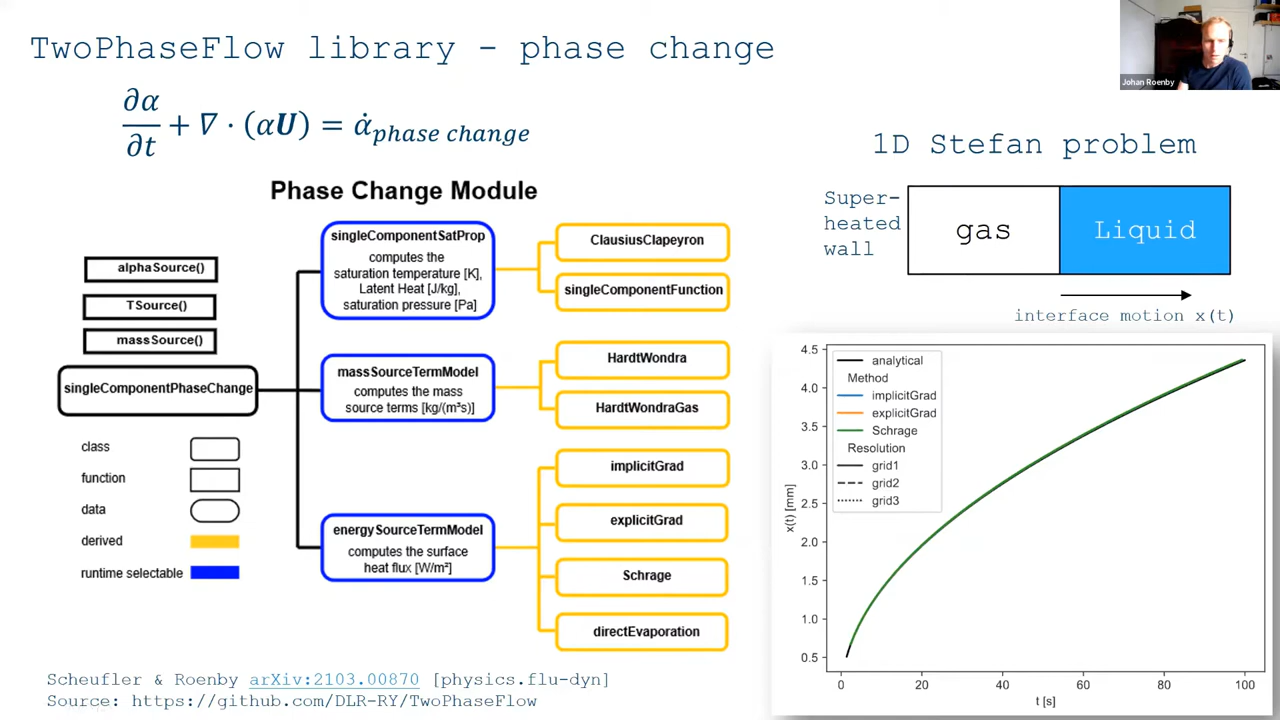 TwoPhaseFlow library - phase change
Johan Roenby
∂α/∂t + ∇ · (αU) = α̇phase change
Phase Change Module
alphaSource()
TSource()
massSource()
singleComponentPhaseChange
class
function
data
derived
runtime selectable
singleComponentSatProp
computes the
saturation temperature [K],
Latent Heat [J/kg],
saturation pressure [Pa]
massSourceTermModel
computes the mass
source terms [kg/(m³s)]
energySourceTermModel
computes the surface
heat flux [W/m²]
ClausiusClapeyron
singleComponentFunction
HardtWondra
HardtWondraGas
implicitGrad
explicitGrad
Schrage
directEvaporation
1D Stefan problem
Super-
heated
wall
gas
Liquid
interface motion x(t)
4.5
4.0
3.5
3.0
2.5
2.0
1.5
1.0
0.5
x(t) [mm]
analytical
Method
implicitGrad
explicitGrad
Schrage
Resolution
grid1
grid2
grid3
0 20 40 60 80 100
t [s]
Scheufler & Roenby arXiv:2103.00870 [physics.flu-dyn]
Source: https://github.com/DLR-RY/TwoPhaseFlow